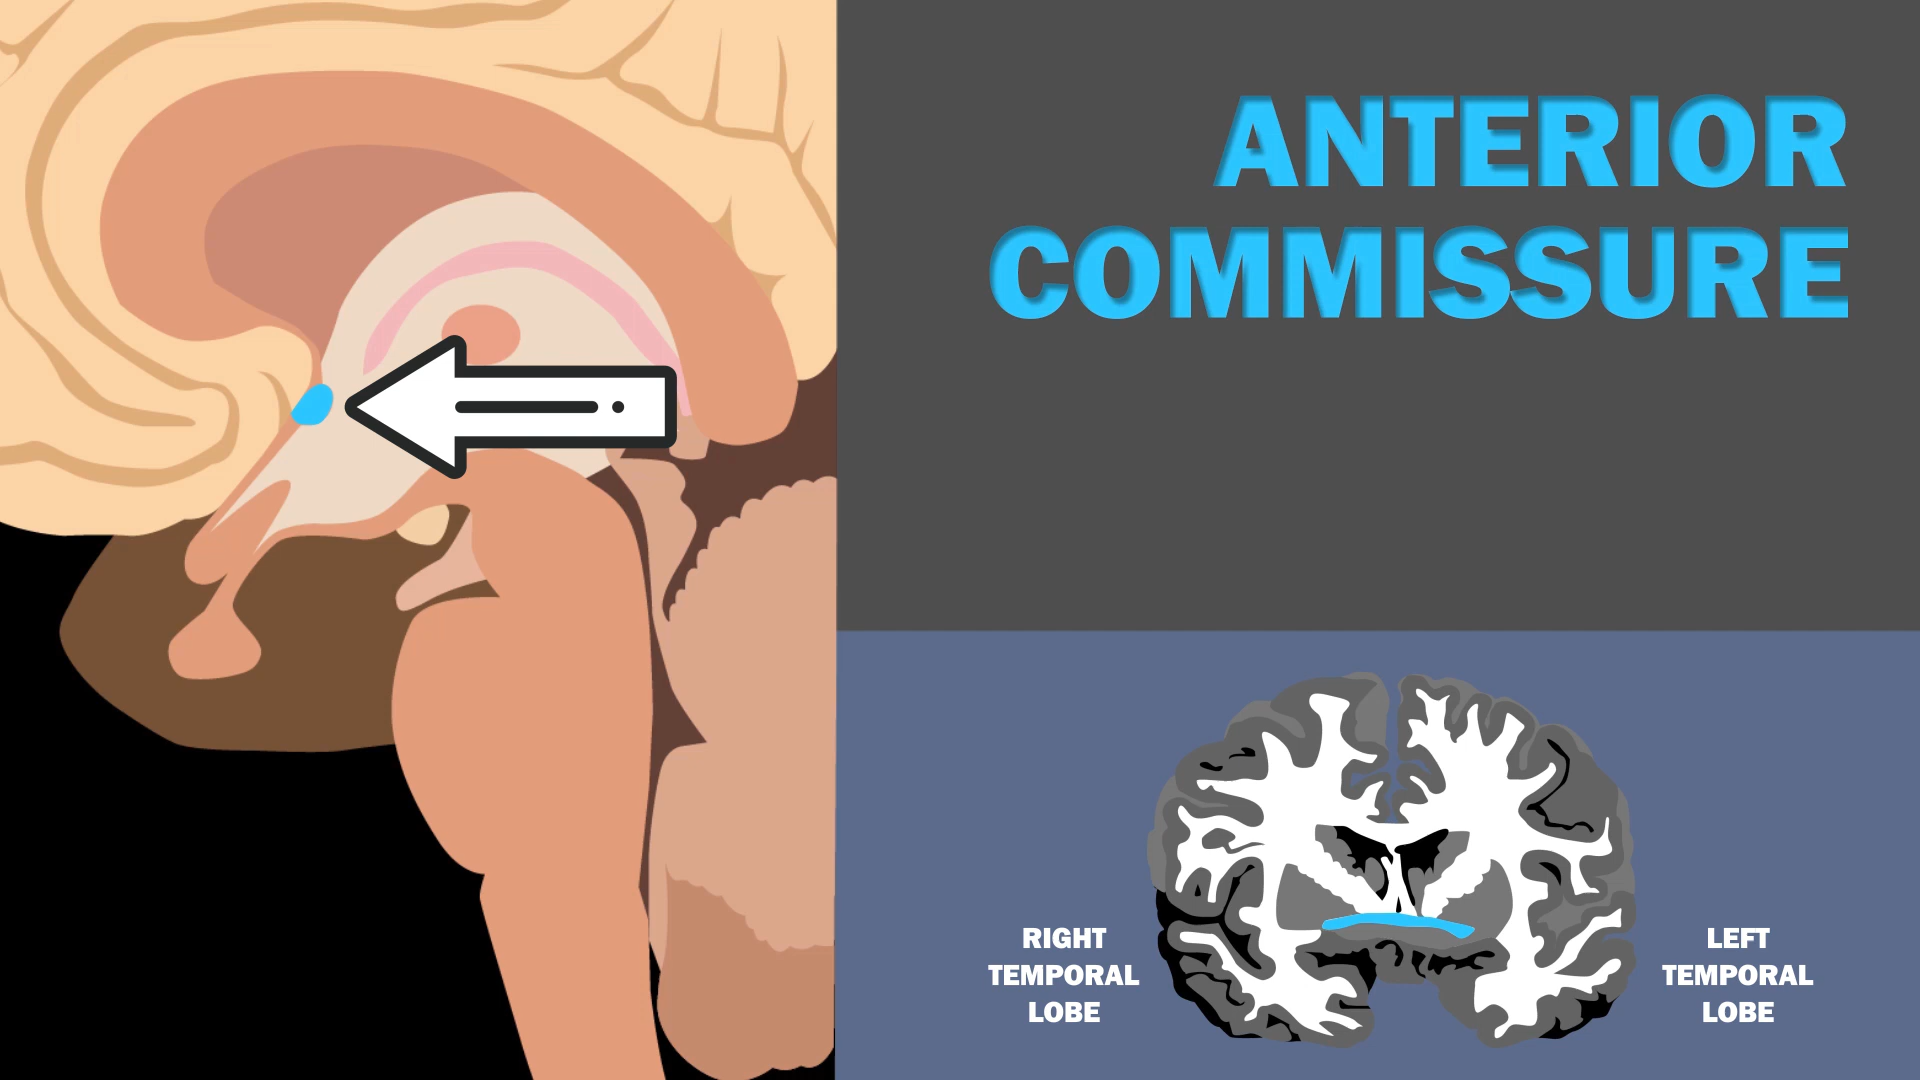 ANTERIOR
COMMISSURE
RIGHT
TEMPORAL
LOBE
LEFT
TEMPORAL
LOBE